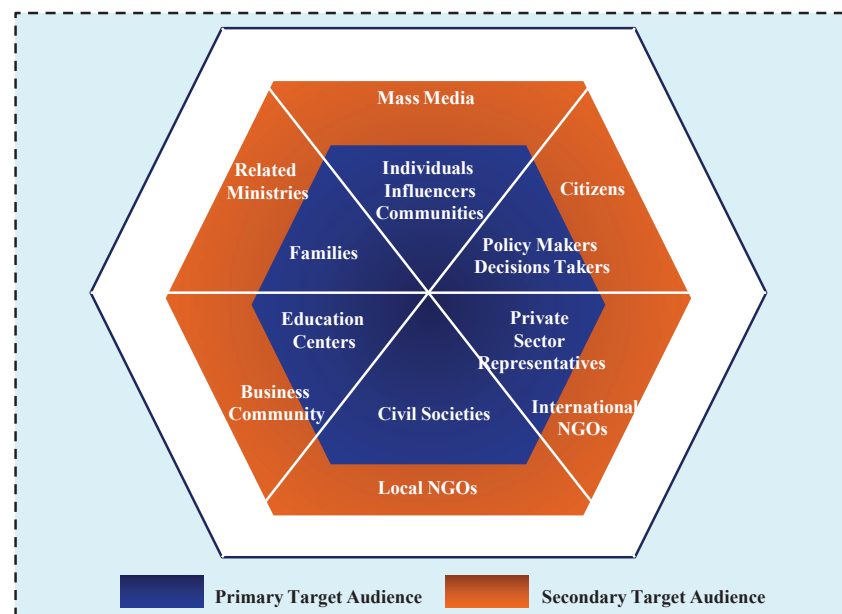 Mass Media
Related
Ministries
Individuals
Influencers
Communities
Citizens
Families
Policy Makers
Decisions Takers
Education
Centers
Private
Sector
Representatives
Business
Community
Civil Societies
International
NGOs
Local NGOs
Primary Target Audience
Secondary Target Audience